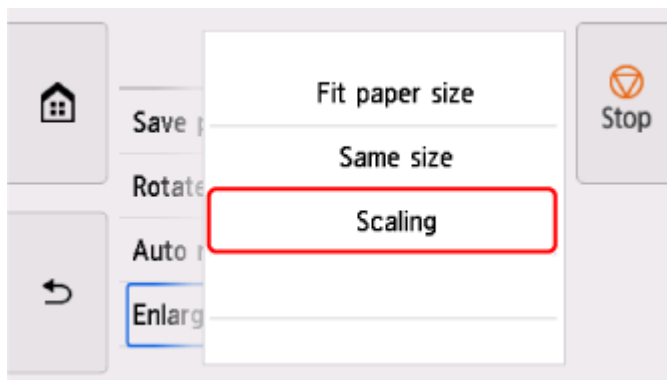 Fit paper size
Stop
Save
Same size
Rotate
Scaling
Auto
Enlarg